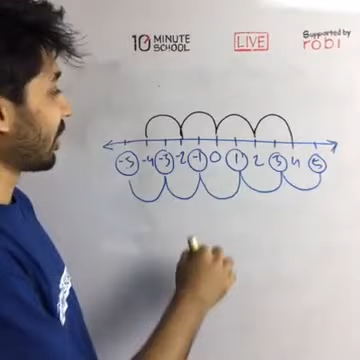 10 MINUTE SCHOOL
LIVE
Supported by
robi
-5 -4 -3 -2 -1 0 1 2 3 4 5